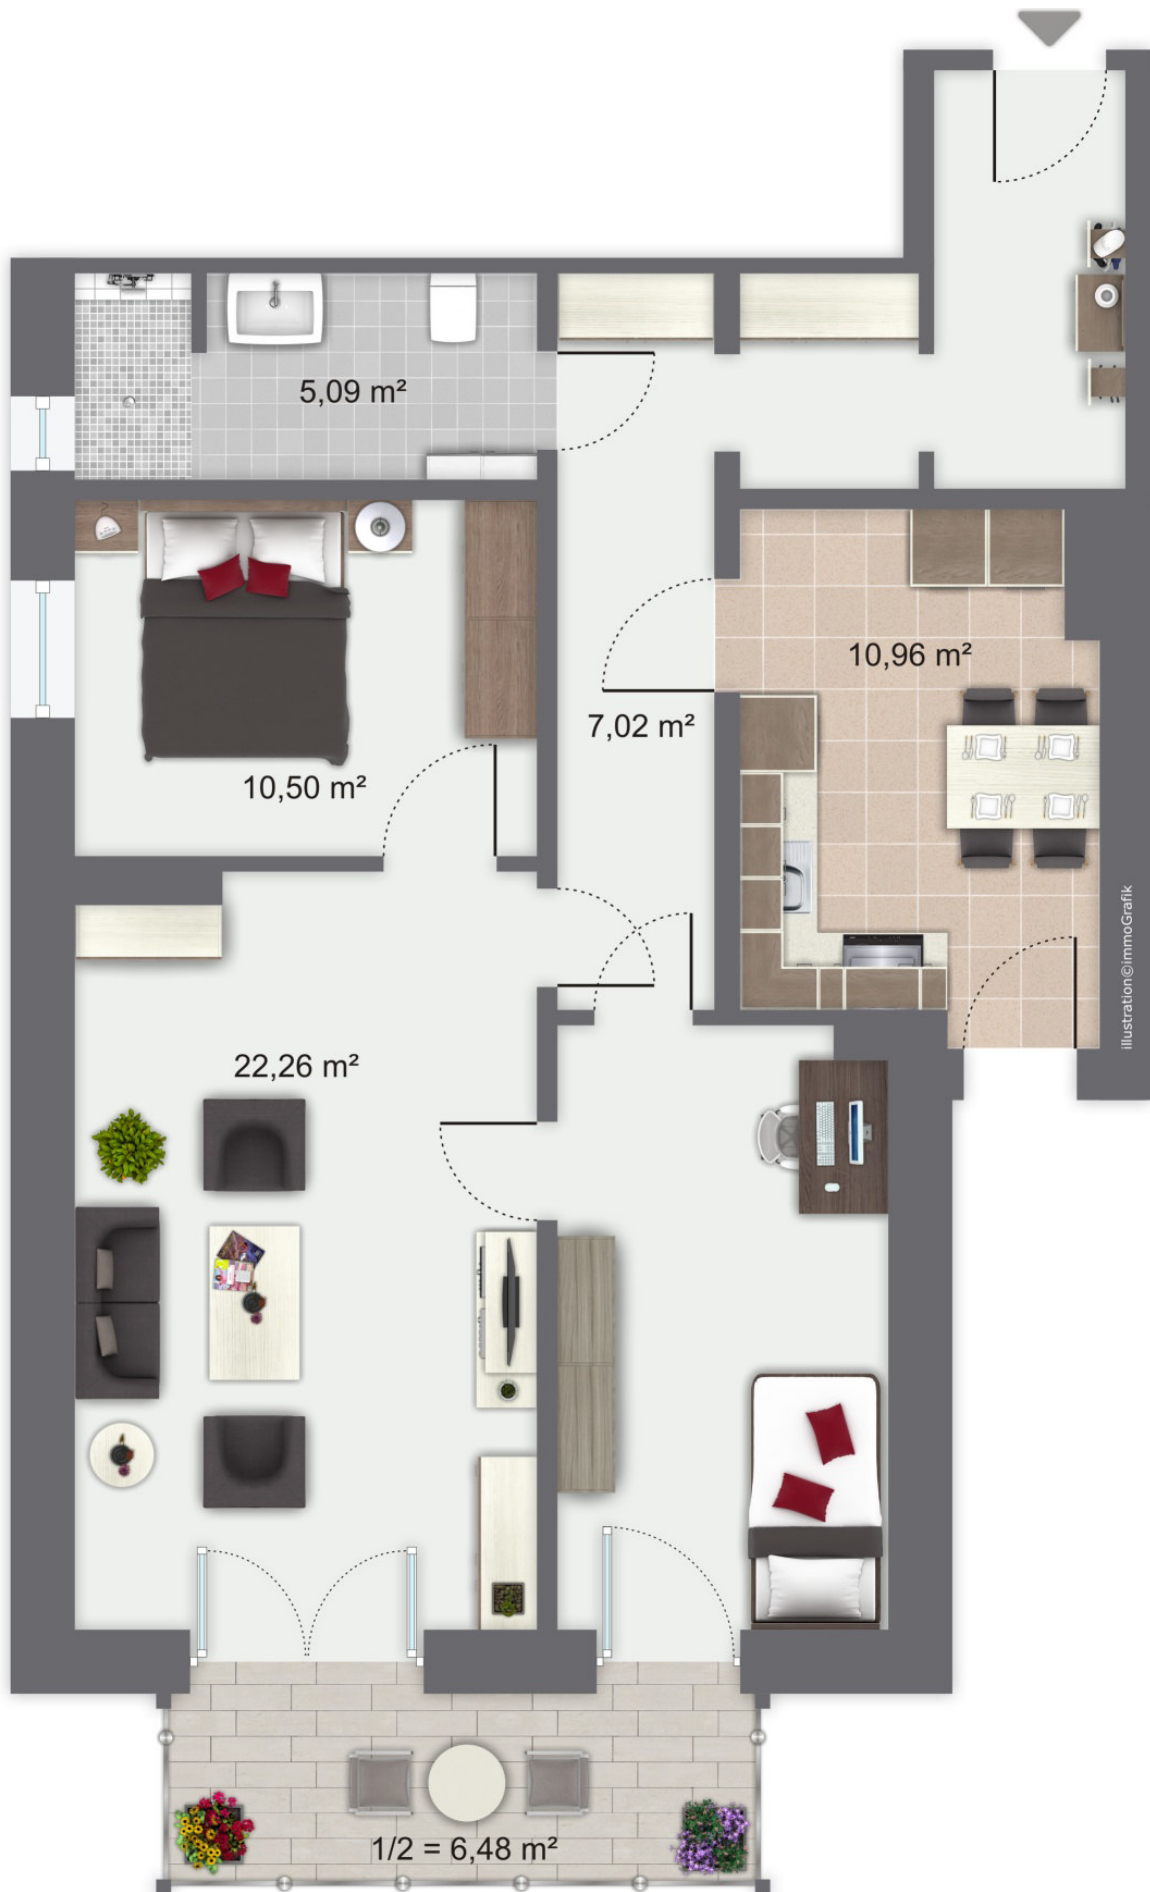 5,09 m²
10,96 m²
7,02 m²
10,50 m²
illustration©immoGrafik
22,26 m²
1/2 = 6,48 m²